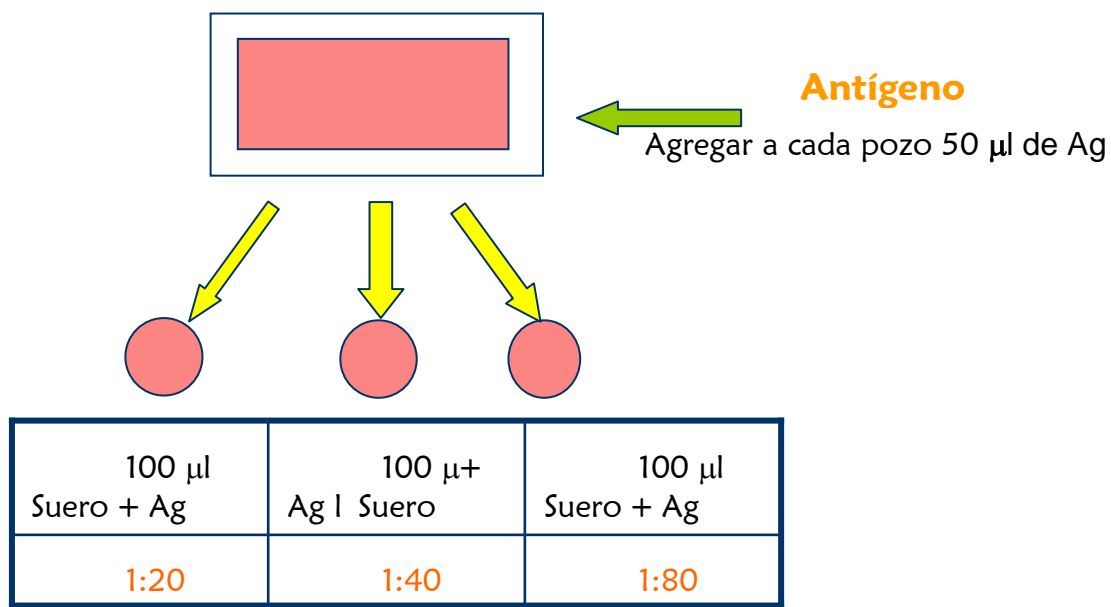 Antígeno
Agregar a cada pozo 50 µl de Ag
100 µl
Suero + Ag
100 µ+
Ag l Suero
100 µl
Suero + Ag
1:20
1:40
1:80